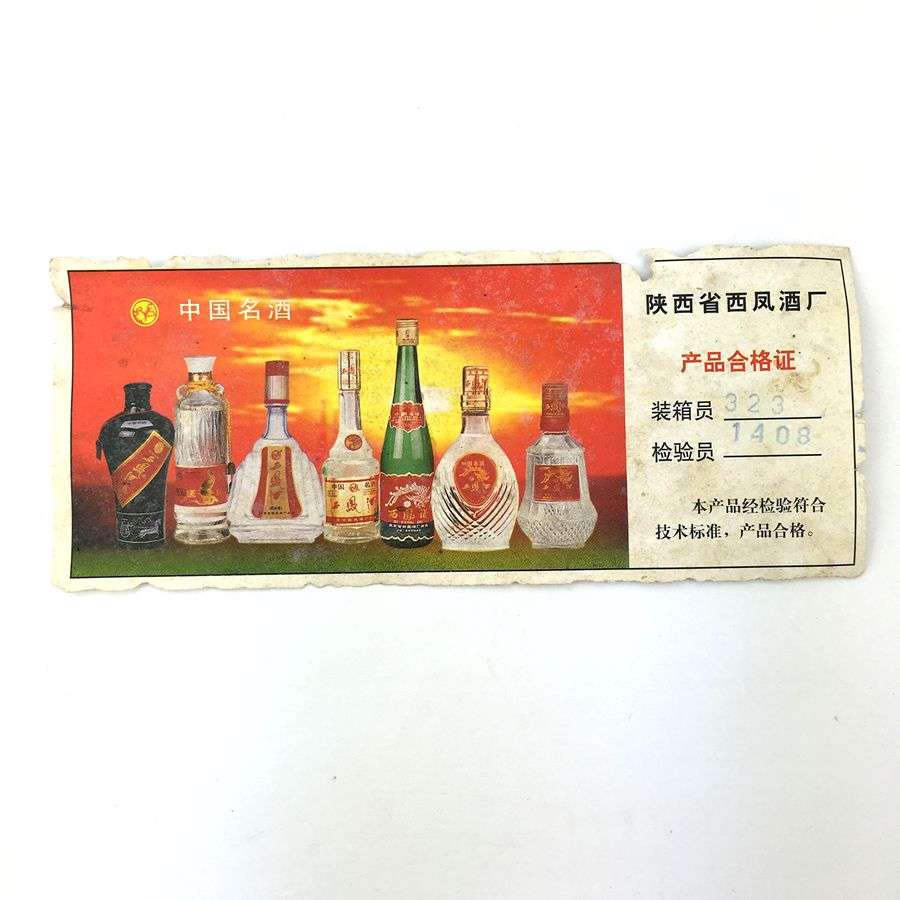 中国名酒
陕西省西凤酒厂
产品合格证
装箱员 323
检验员 1408
本产品经检验符合
技术标准，产品合格。